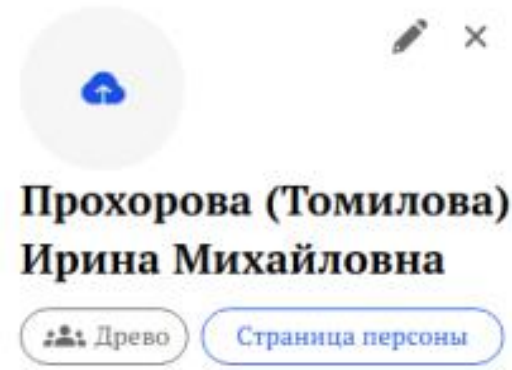 Прохорова (Томилова)
Ирина Михайловна
Древо
Страница персоны